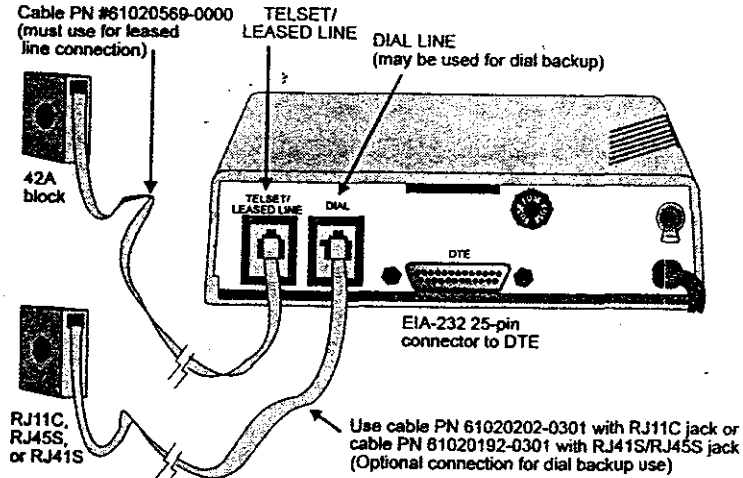 Cable PN #61020569-0000
(must use for leased
line connection)
TELSET/
LEASED LINE
DIAL LINE
(may be used for dial backup)
42A
block
TELSET/
LEASED LINE
DIAL
DTE
EIA-232 25-pin
connector to DTE
RJ11C,
RJ45S,
or RJ41S
Use cable PN 61020202-0301 with RJ11C jack or
cable PN 61020192-0301 with RJ41S/RJ45S jack
(Optional connection for dial backup use)